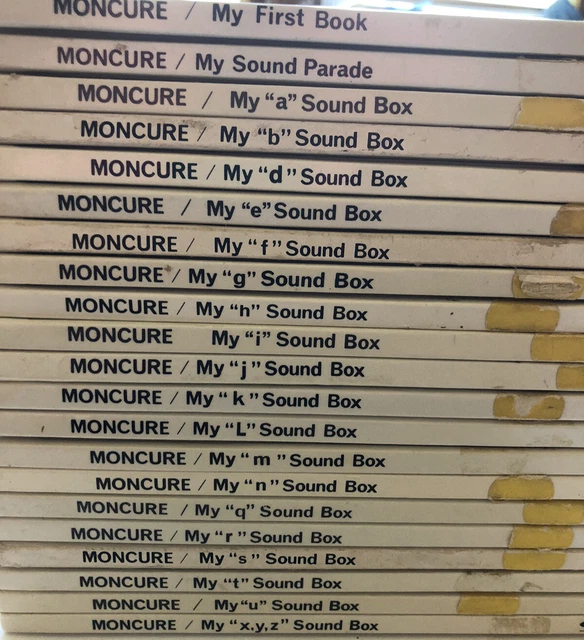 MONCURE / My First Book
MONCURE / My Sound Parade
MONCURE / My "a" Sound Box
MONCURE / My "b" Sound Box
MONCURE / My "d" Sound Box
MONCURE / My "e" Sound Box
MONCURE / My "f" Sound Box
MONCURE / My "g" Sound Box
MONCURE / My "h" Sound Box
MONCURE My "i" Sound Box
MONCURE / My "j" Sound Box
MONCURE / My "k" Sound Box
MONCURE / My "L" Sound Box
MONCURE / My "m" Sound Box
MONCURE / My "n" Sound Box
MONCURE / My "q" Sound Box
MONCURE / My "r" Sound Box
MONCURE / My "s" Sound Box
MONCURE / My "t" Sound Box
MONCURE / My "u" Sound Box
MONCURE / My "x,y,z" Sound Box